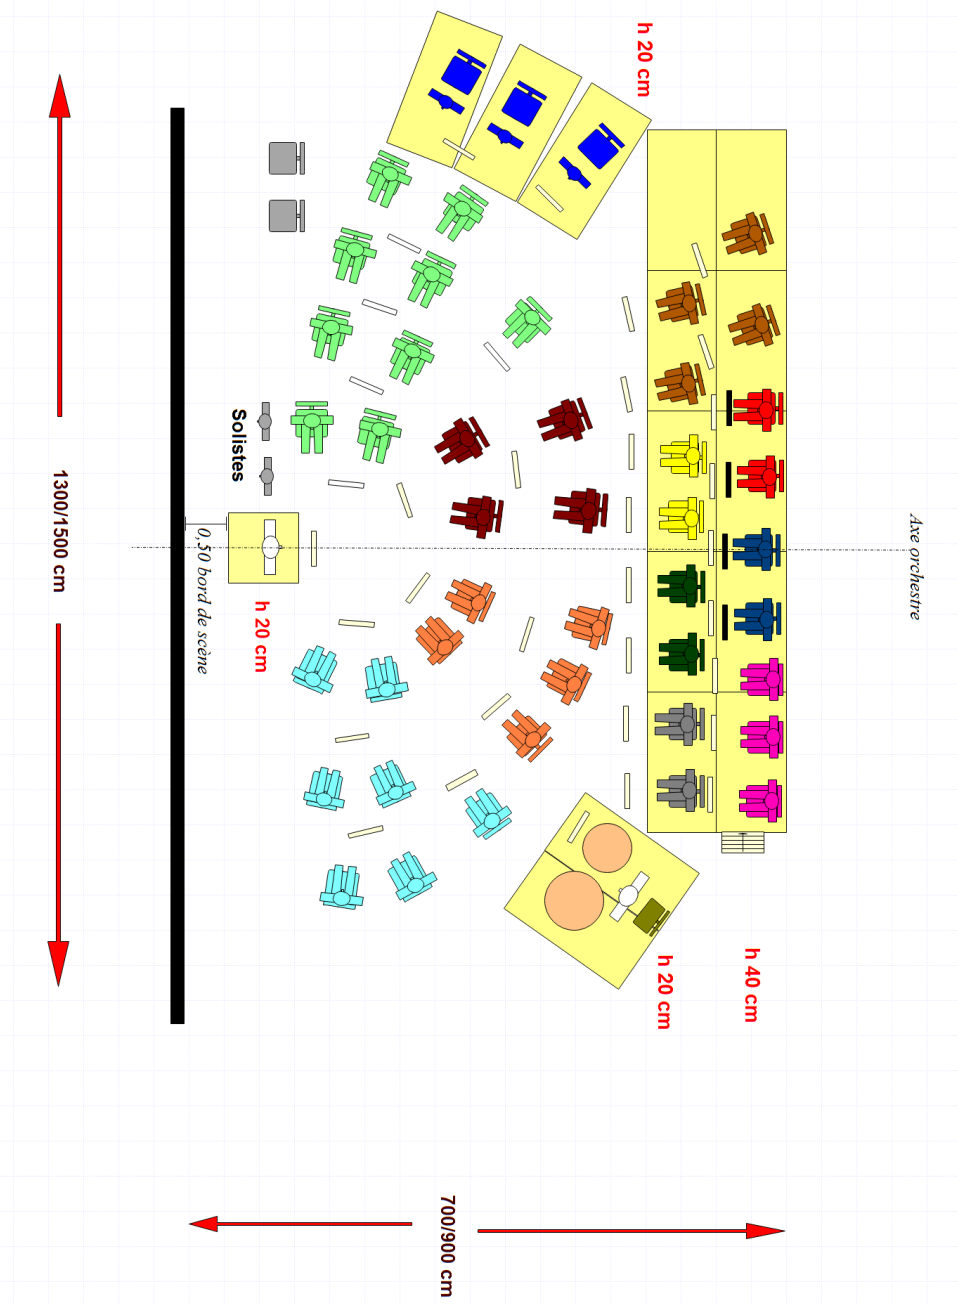 Axe orchestre
h 20 cm
h 40 cm
h 20 cm
700/900 cm
h 20 cm
Solistes
0,50 bord de scène
1300/1500 cm